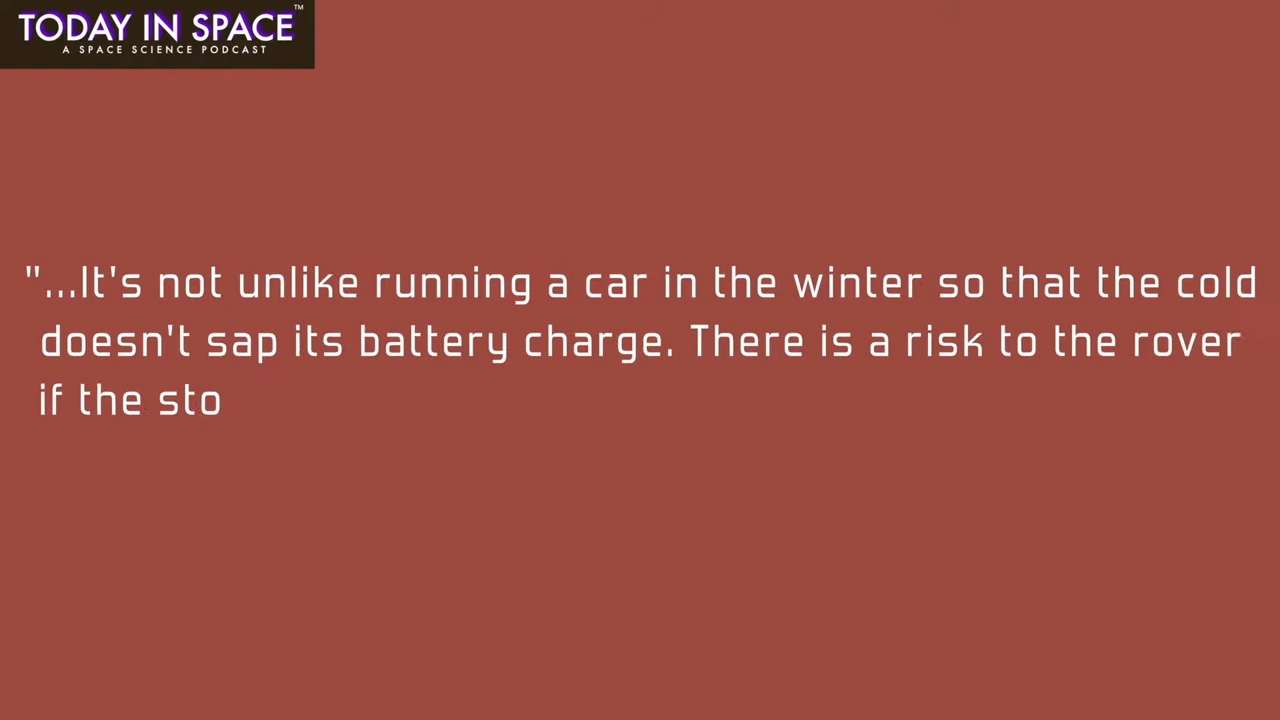 TODAY IN SPACE™
A SPACE SCIENCE PODCAST
"...It's not unlike running a car in the winter so that the cold
doesn't sap its battery charge. There is a risk to the rover
if the sto